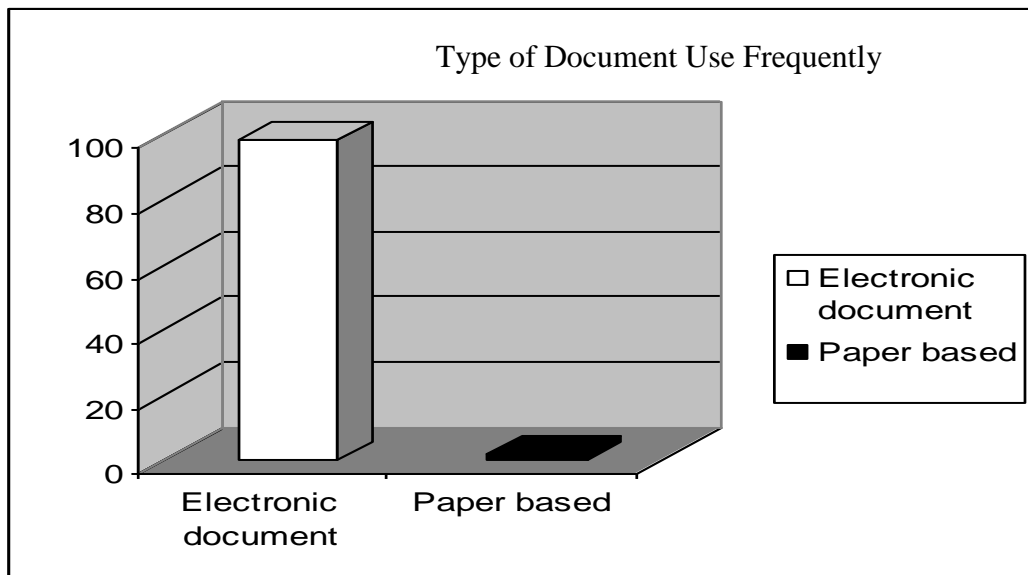 Type of Document Use Frequently
100
80
60
40
20
0
Electronic
document
Paper based
Electronic
document
Paper based